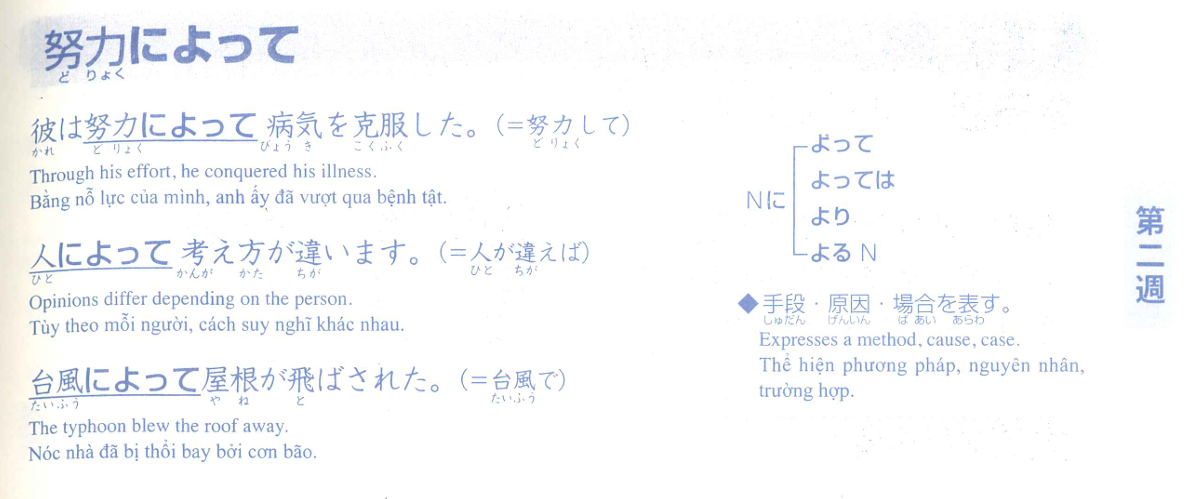 努力によって
どりょく
彼は努力によって 病気を克服した。(=努力して)
かれ どりょく びょうき こくふく どりょく
Through his effort, he conquered his illness.
Bằng nỗ lực của mình, anh ấy đã vượt qua bệnh tật.
人によって 考え方が違います。(=人が違えば)
ひと かんが かた ちが ひと ちが
Opinions differ depending on the person.
Tùy theo mỗi người, cách suy nghĩ khác nhau.
台風によって屋根が飛ばされた。(=台風で)
たいふう やね と たいふう
The typhoon blew the roof away.
Nóc nhà đã bị thổi bay bởi cơn bão.
Nに
よって
よっては
より
よる N
◆手段・原因・場合を表す。
しゅだん げんいん ばあい あらわ
Expresses a method, cause, case.
Thể hiện phương pháp, nguyên nhân,
trường hợp.
第二週